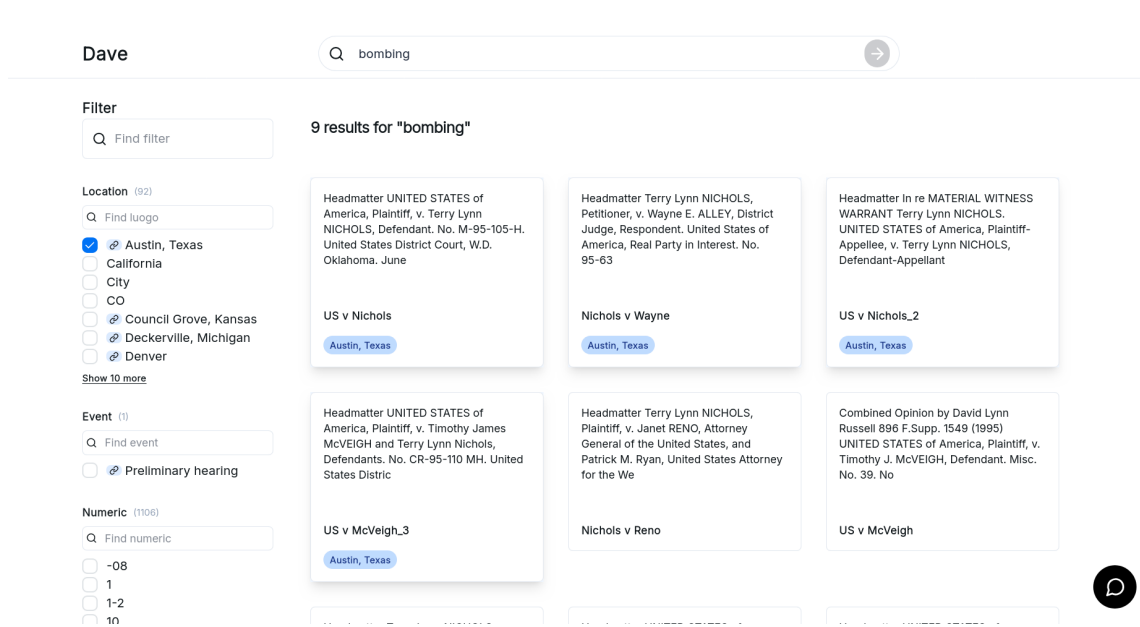 Dave
bombing
Filter
Find filter
9 results for "bombing"
Location (92)
Find luogo
Austin, Texas
California
City
CO
Council Grove, Kansas
Deckerville, Michigan
Denver
Show 10 more
Event (1)
Find event
Preliminary hearing
Numeric (1106)
Find numeric
-08
1
1-2
10
Headmatter UNITED STATES of
America, Plaintiff, v. Terry Lynn
NICHOLS, Defendant. No. M-95-105-H.
United States District Court, W.D.
Oklahoma. June
US v Nichols
Austin, Texas
Headmatter Terry Lynn NICHOLS,
Petitioner, v. Wayne E. ALLEY, District
Judge, Respondent. United States of
America, Real Party in Interest. No.
95-63
Nichols v Wayne
Austin, Texas
Headmatter In re MATERIAL WITNESS
WARRANT Terry Lynn NICHOLS.
UNITED STATES of America, Plaintiff-
Appellee, v. Terry Lynn NICHOLS,
Defendant-Appellant
US v Nichols_2
Austin, Texas
Headmatter UNITED STATES of
America, Plaintiff, v. Timothy James
McVEIGH and Terry Lynn Nichols,
Defendants. No. CR-95-110 MH. United
States Distric
US v McVeigh_3
Austin, Texas
Headmatter Terry Lynn NICHOLS,
Plaintiff, v. Janet RENO, Attorney
General of the United States, and
Patrick M. Ryan, United States Attorney
for the We
Nichols v Reno
Combined Opinion by David Lynn
Russell 896 F.Supp. 1549 (1995)
UNITED STATES of America, Plaintiff, v.
Timothy J. McVEIGH, Defendant. Misc.
No. 39. No
US v McVeigh